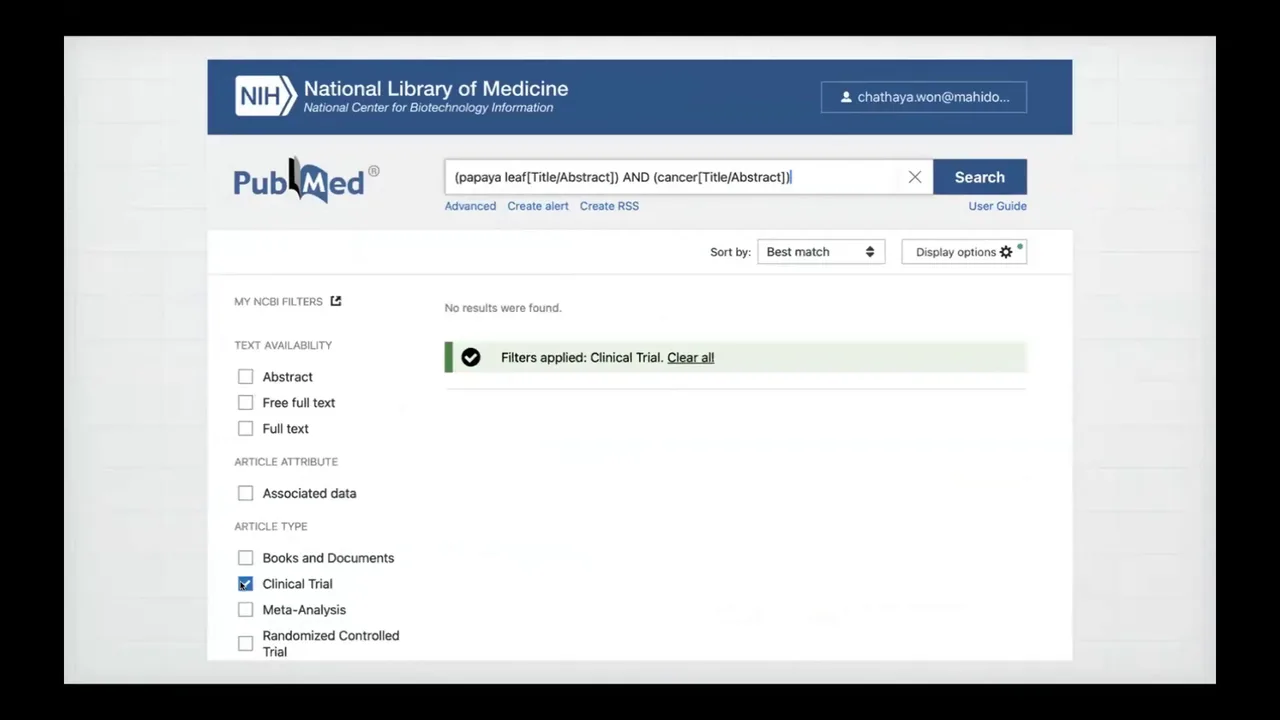 NIH
National Library of Medicine
National Center for Biotechnology Information
chathaya.won@mahido...
PubMed®
(papaya leaf[Title/Abstract]) AND (cancer[Title/Abstract])
Search
Advanced Create alert Create RSS
User Guide
Sort by: Best match
Display options
MY NCBI FILTERS
No results were found.
TEXT AVAILABILITY
Filters applied: Clinical Trial. Clear all
Abstract
Free full text
Full text
ARTICLE ATTRIBUTE
Associated data
ARTICLE TYPE
Books and Documents
Clinical Trial
Meta-Analysis
Randomized Controlled
Trial